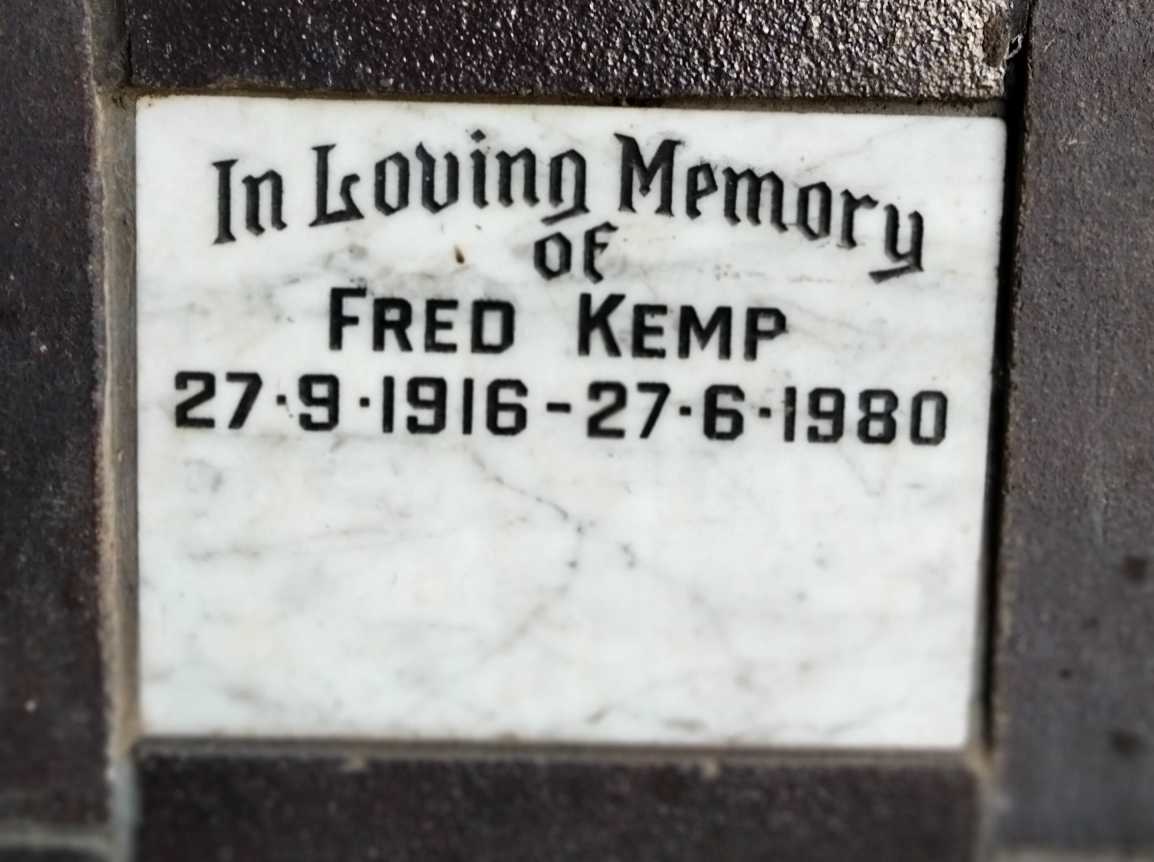 In Loving Memory
of
FRED KEMP
27·9·1916-27·6·1980